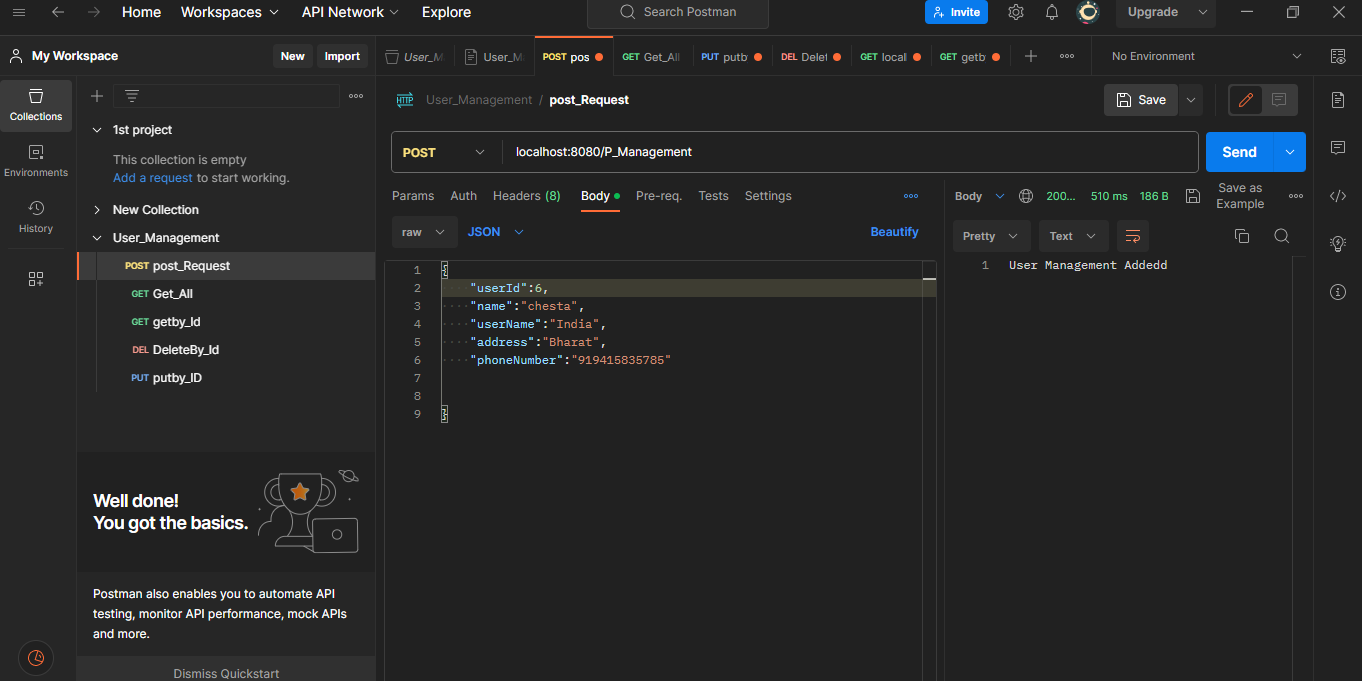 Home Workspaces API Network Explore Search Postman Invite Upgrade
My Workspace New Import
User_M User_M POST pos GET Get_All PUT putb DEL Delet GET locall GET getb No Environment
Collections
Environments
History
1st project
This collection is empty
Add a request to start working.
New Collection
User_Management
POST post_Request
GET Get_All
GET getby_Id
DEL DeleteBy_Id
PUT putby_ID
Well done!
You got the basics.
Postman also enables you to automate API
testing, monitor API performance, mock APIs
and more.
Dismiss Quickstart
HTTP User_Management / post_Request Save
POST localhost:8080/P_Management Send
Params Auth Headers (8) Body Pre-req. Tests Settings
raw JSON Beautify
1 {
2 "userId":6,
3 "name":"chesta",
4 "userName":"India",
5 "address":"Bharat",
6 "phoneNumber":"919415835785"
7
8
9 }
Body 200... 510 ms 186 B Save as
Example
Pretty Text
1 User Management Addedd